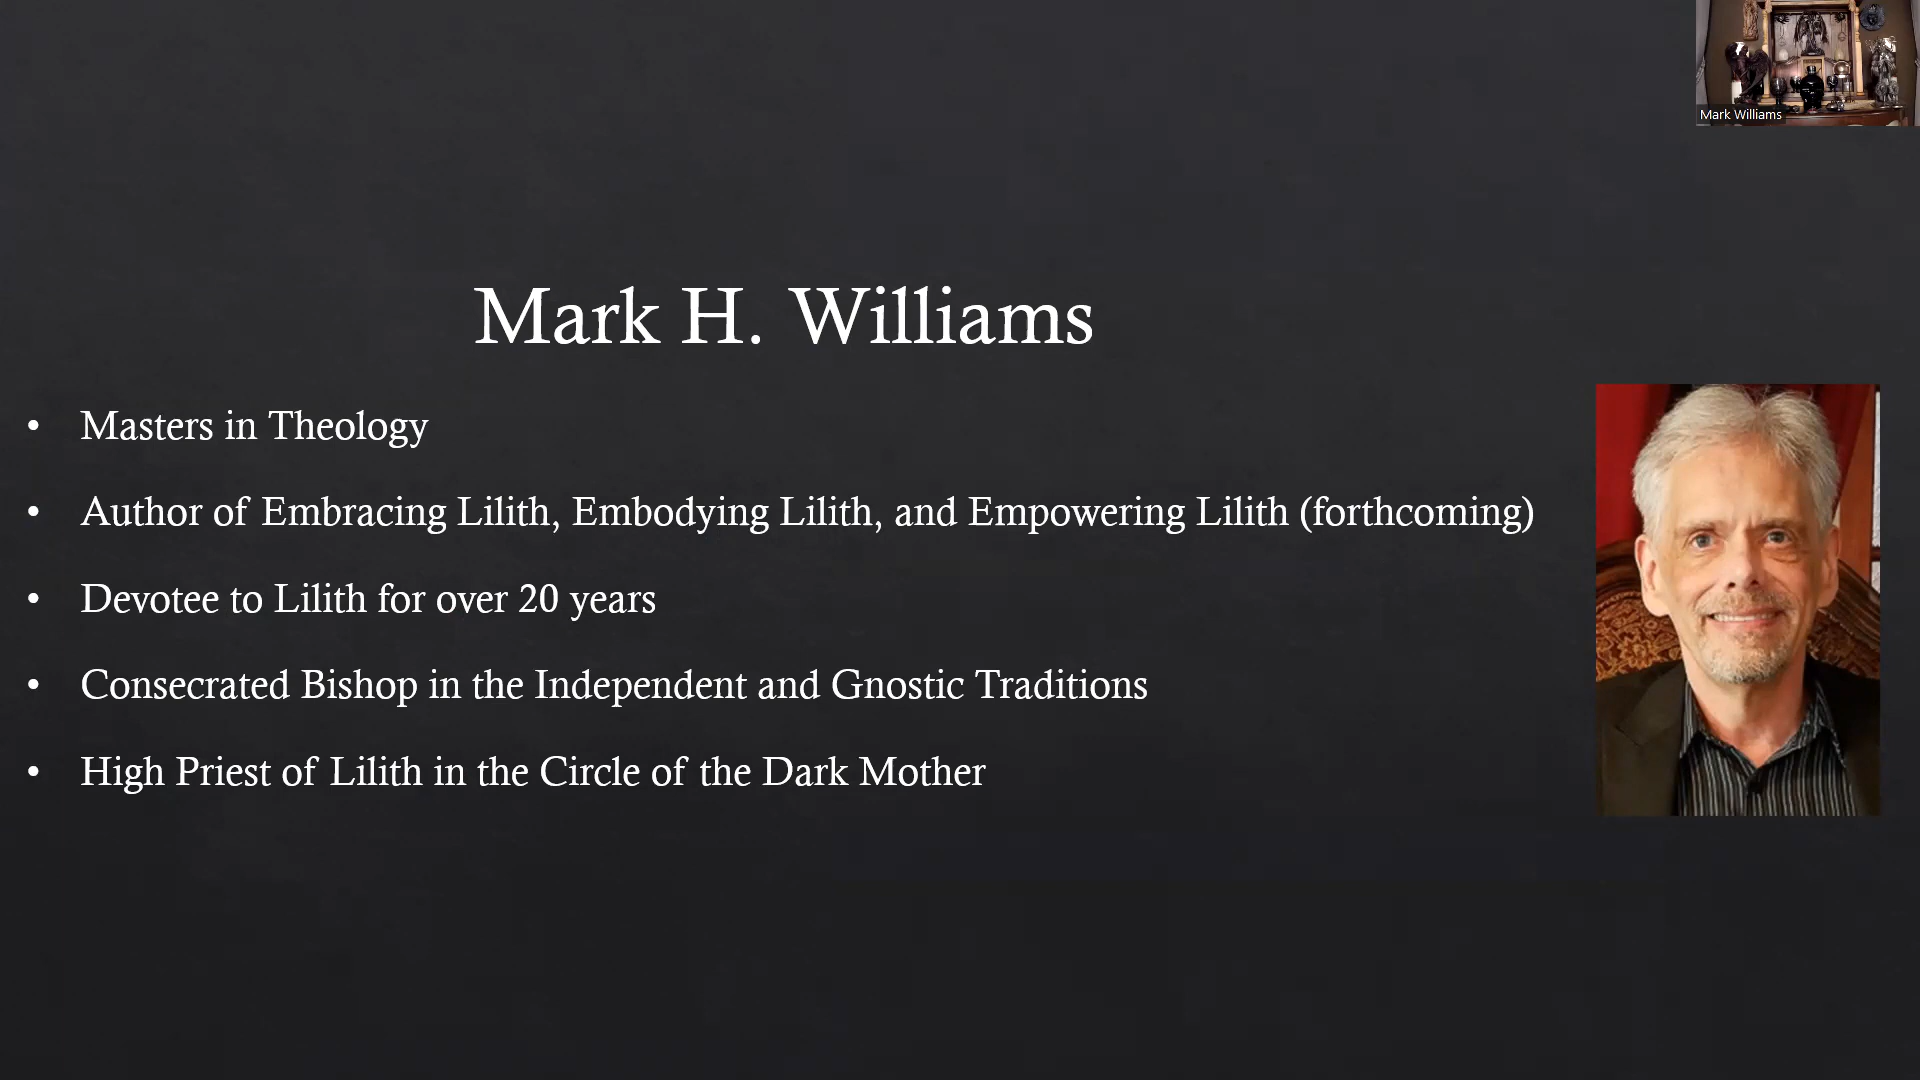 Mark Williams
Mark H. Williams
• Masters in Theology
• Author of Embracing Lilith, Embodying Lilith, and Empowering Lilith (forthcoming)
• Devotee to Lilith for over 20 years
• Consecrated Bishop in the Independent and Gnostic Traditions
• High Priest of Lilith in the Circle of the Dark Mother